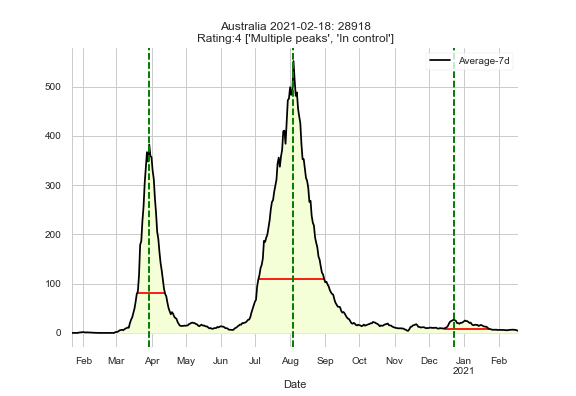 Australia 2021-02-18: 28918
Rating:4 ['Multiple peaks', 'In control']
Average-7d
500
400
300
200
100
0
Feb Mar Apr May Jun Jul Aug Sep Oct Nov Dec Jan Feb
2021
Date